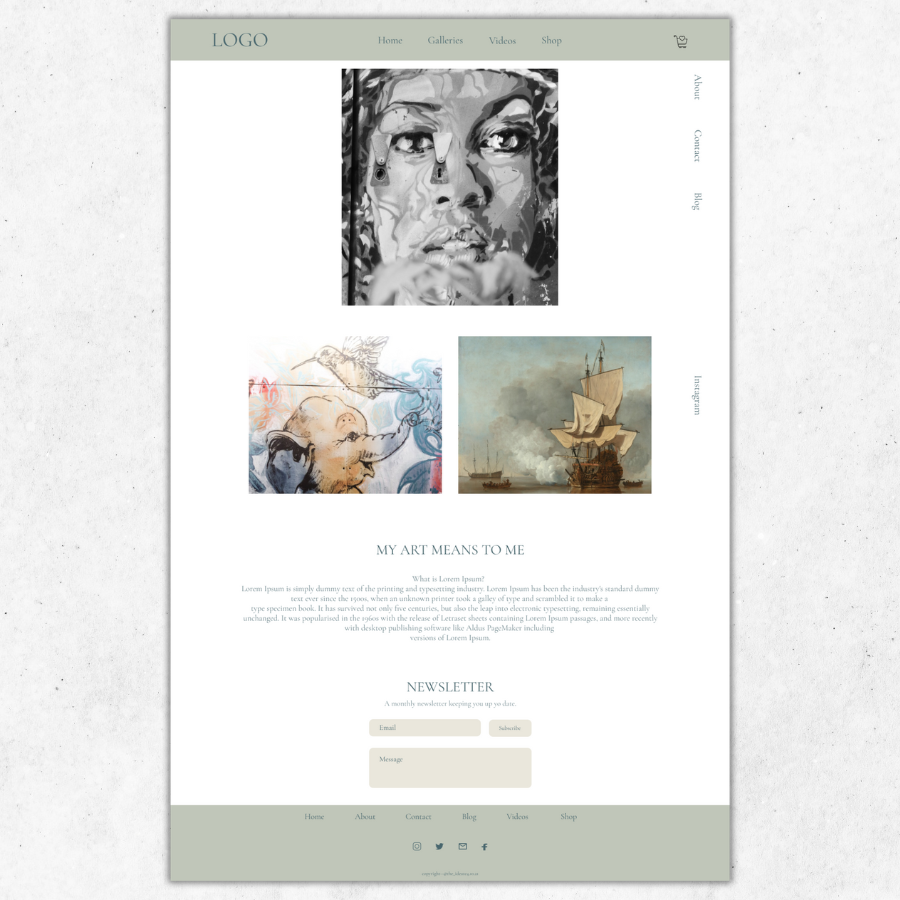 LOGO
Home Galleries Videos Shop
About
Contact
Blog
Instagram
MY ART MEANS TO ME
What is Lorem Ipsum?
Lorem Ipsum is simply dummy text of the printing and typesetting industry. Lorem Ipsum has been the industry's standard dummy
text ever since the 1500s, when an unknown printer took a galley of type and scrambled it to make a
type specimen book. It has survived not only five centuries, but also the leap into electronic typesetting, remaining essentially
unchanged. It was popularised in the 1960s with the release of Letraset sheets containing Lorem Ipsum passages, and more recently
with desktop publishing software like Aldus PageMaker including
versions of Lorem Ipsum.
NEWSLETTER
A monthly newsletter keeping you up yo date.
Email Subscribe
Message
Home About Contact Blog Videos Shop